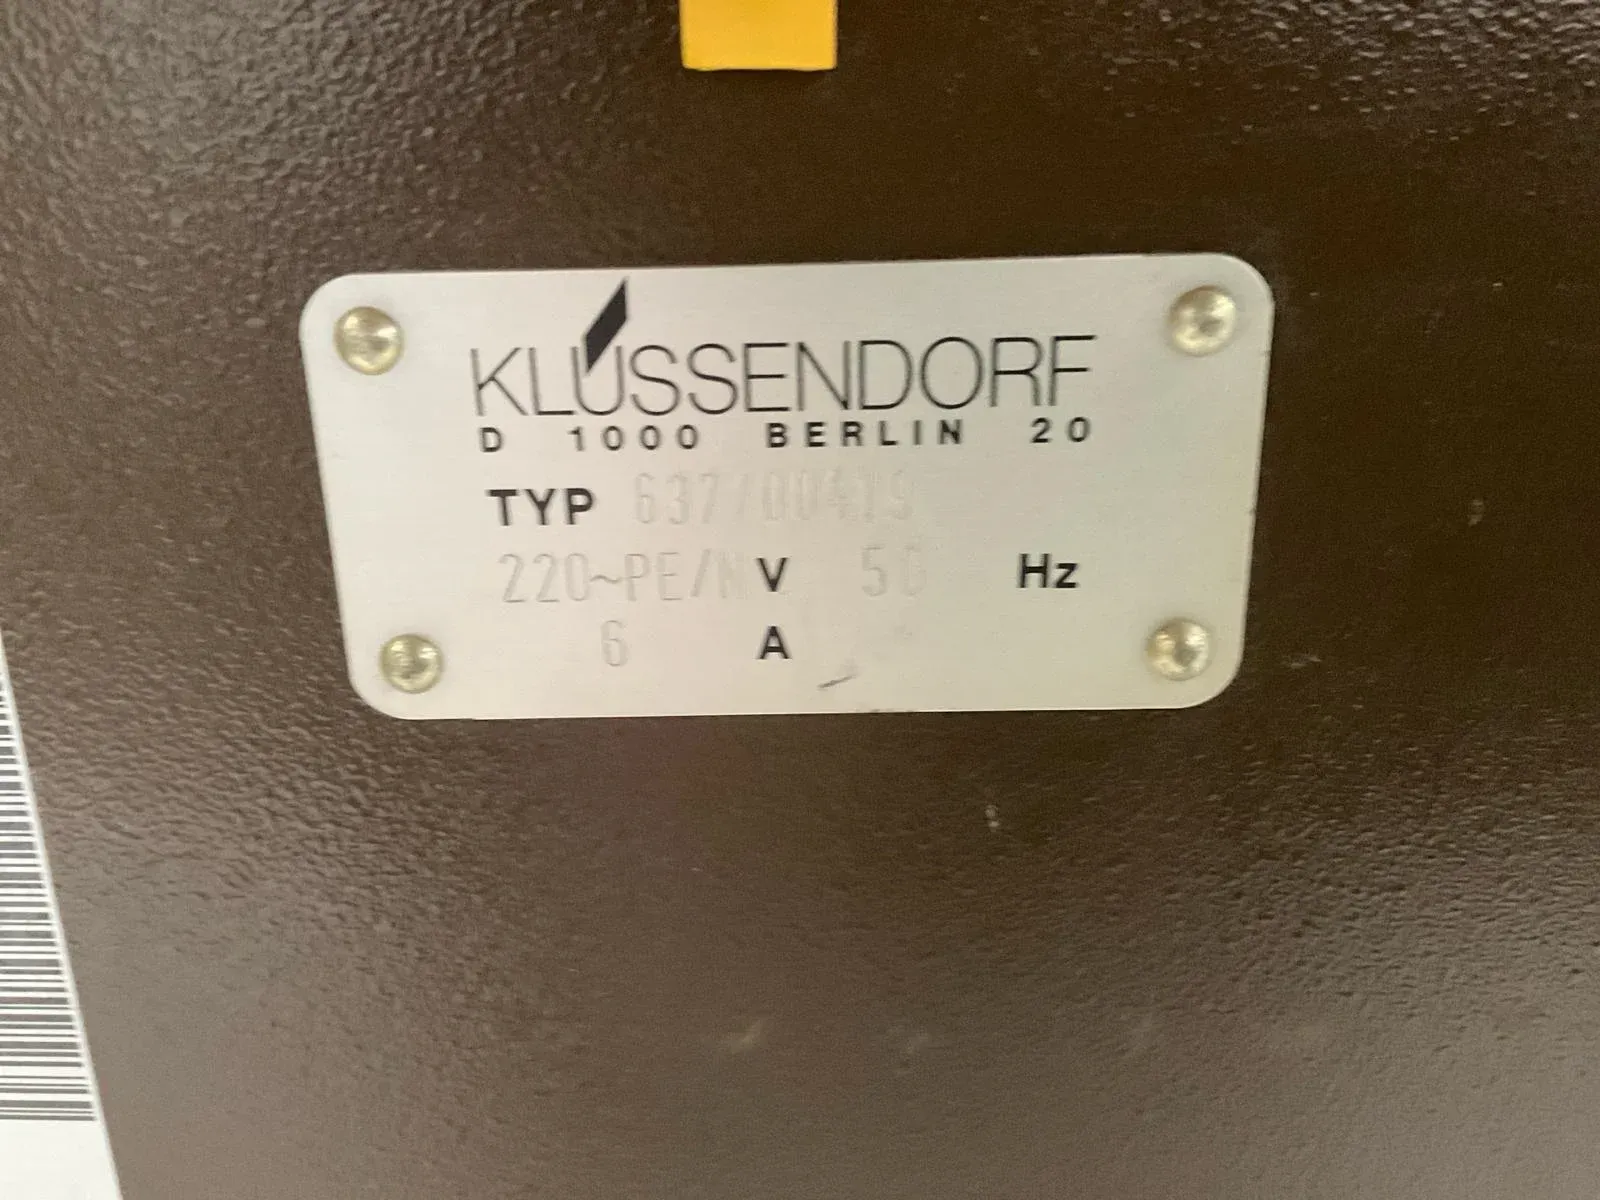 KLÜSSENDORF
D 1000 BERLIN 20
TYP 637/00419
220~PE/N V 50 Hz
6 A